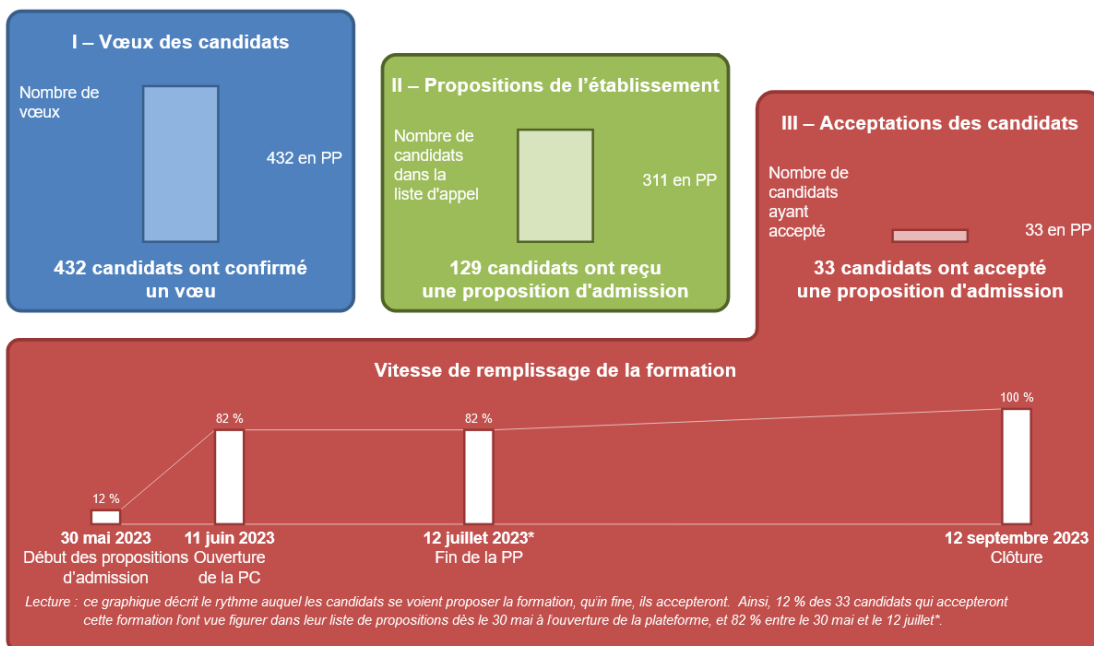 I – Vœux des candidats
Nombre de
vœux
432 en PP
432 candidats ont confirmé
un vœu
II – Propositions de l'établissement
Nombre de
candidats
dans la
liste d'appel
311 en PP
129 candidats ont reçu
une proposition d'admission
III – Acceptations des candidats
Nombre de
candidats
ayant
accepté
33 en PP
33 candidats ont accepté
une proposition d'admission
Vitesse de remplissage de la formation
12 %
82 %
82 %
100 %
30 mai 2023
Début des propositions
d'admission
11 juin 2023
Ouverture
de la PC
12 juillet 2023*
Fin de la PP
12 septembre 2023
Clôture
Lecture : ce graphique décrit le rythme auquel les candidats se voient proposer la formation, qu'in fine, ils accepteront. Ainsi, 12 % des 33 candidats qui accepteront
cette formation l'ont vue figurer dans leur liste de propositions dès le 30 mai à l'ouverture de la plateforme, et 82 % entre le 30 mai et le 12 juillet*.